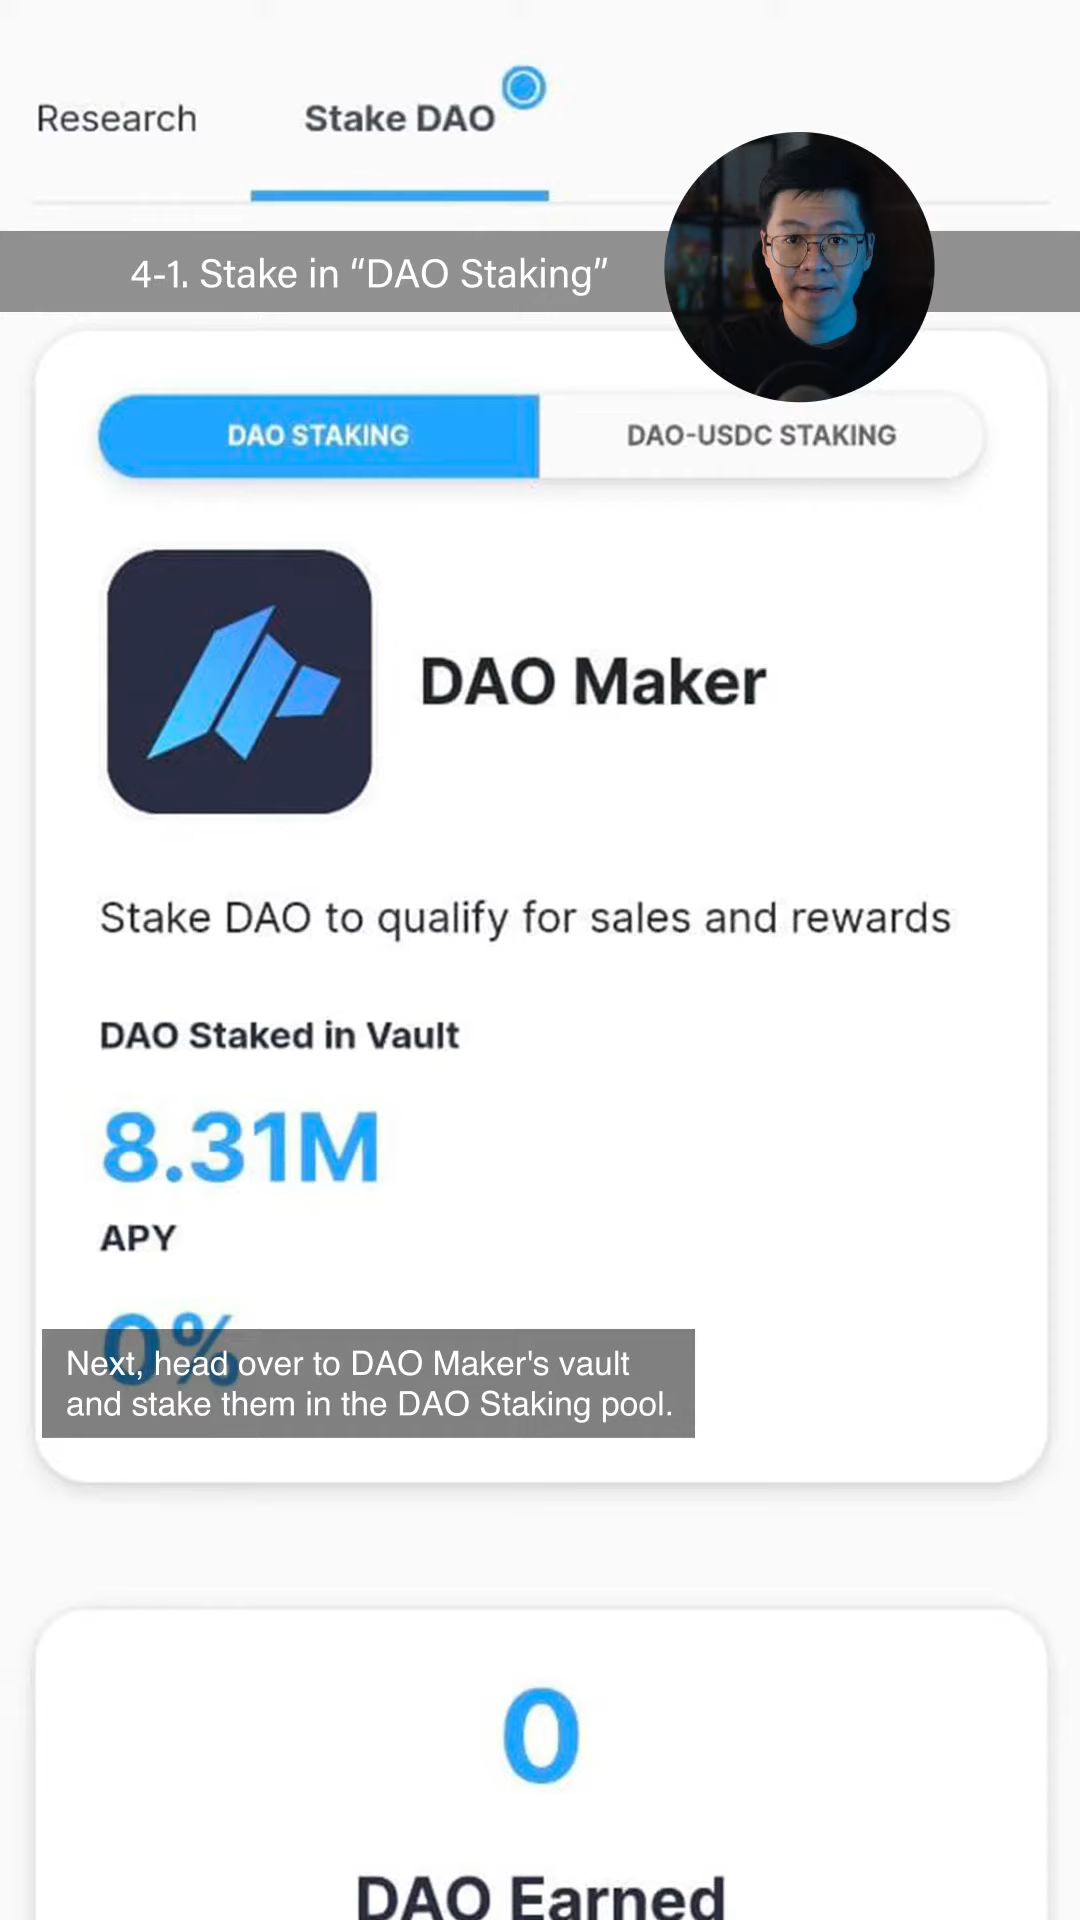 Research
Stake DAO
4-1. Stake in “DAO Staking”
DAO STAKING
DAO-USDC STAKING
DAO Maker
Stake DAO to qualify for sales and rewards
DAO Staked in Vault
8.31M
APY
0%
Next, head over to DAO Maker's vault
and stake them in the DAO Staking pool.
0
DAO Earned